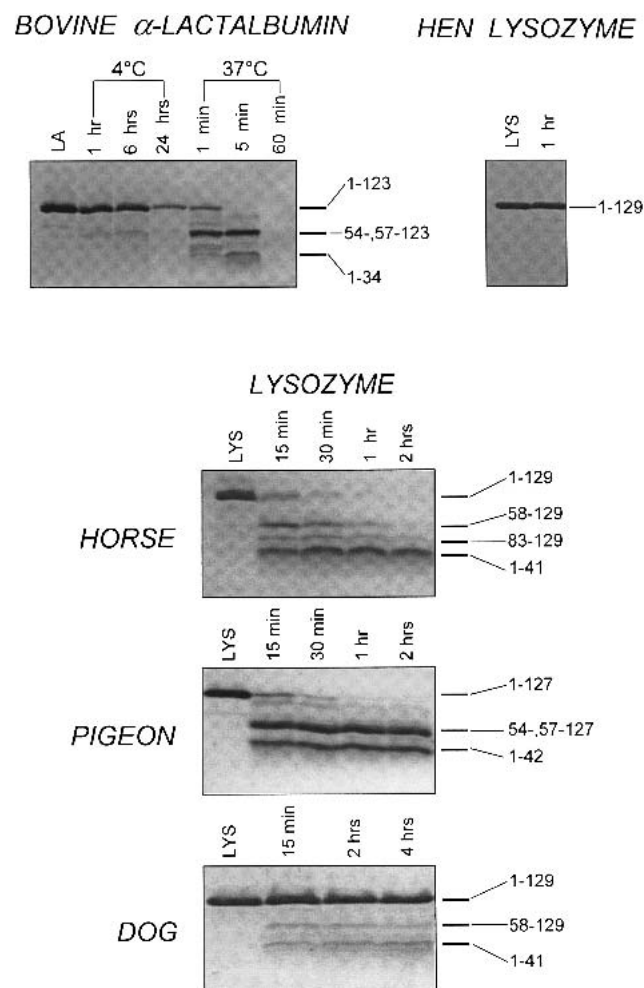 BOVINE α-LACTALBUMIN
HEN LYSOZYME
4°C
37°C
LA
1 hr
6 hrs
24 hrs
1 min
5 min
60 min
1-123
54-,57-123
1-34
LYS
1 hr
1-129
LYSOZYME
HORSE
LYS
15 min
30 min
1 hr
2 hrs
1-129
58-129
83-129
1-41
PIGEON
LYS
15 min
30 min
1 hr
2 hrs
1-127
54-,57-127
1-42
DOG
LYS
15 min
2 hrs
4 hrs
1-129
58-129
1-41